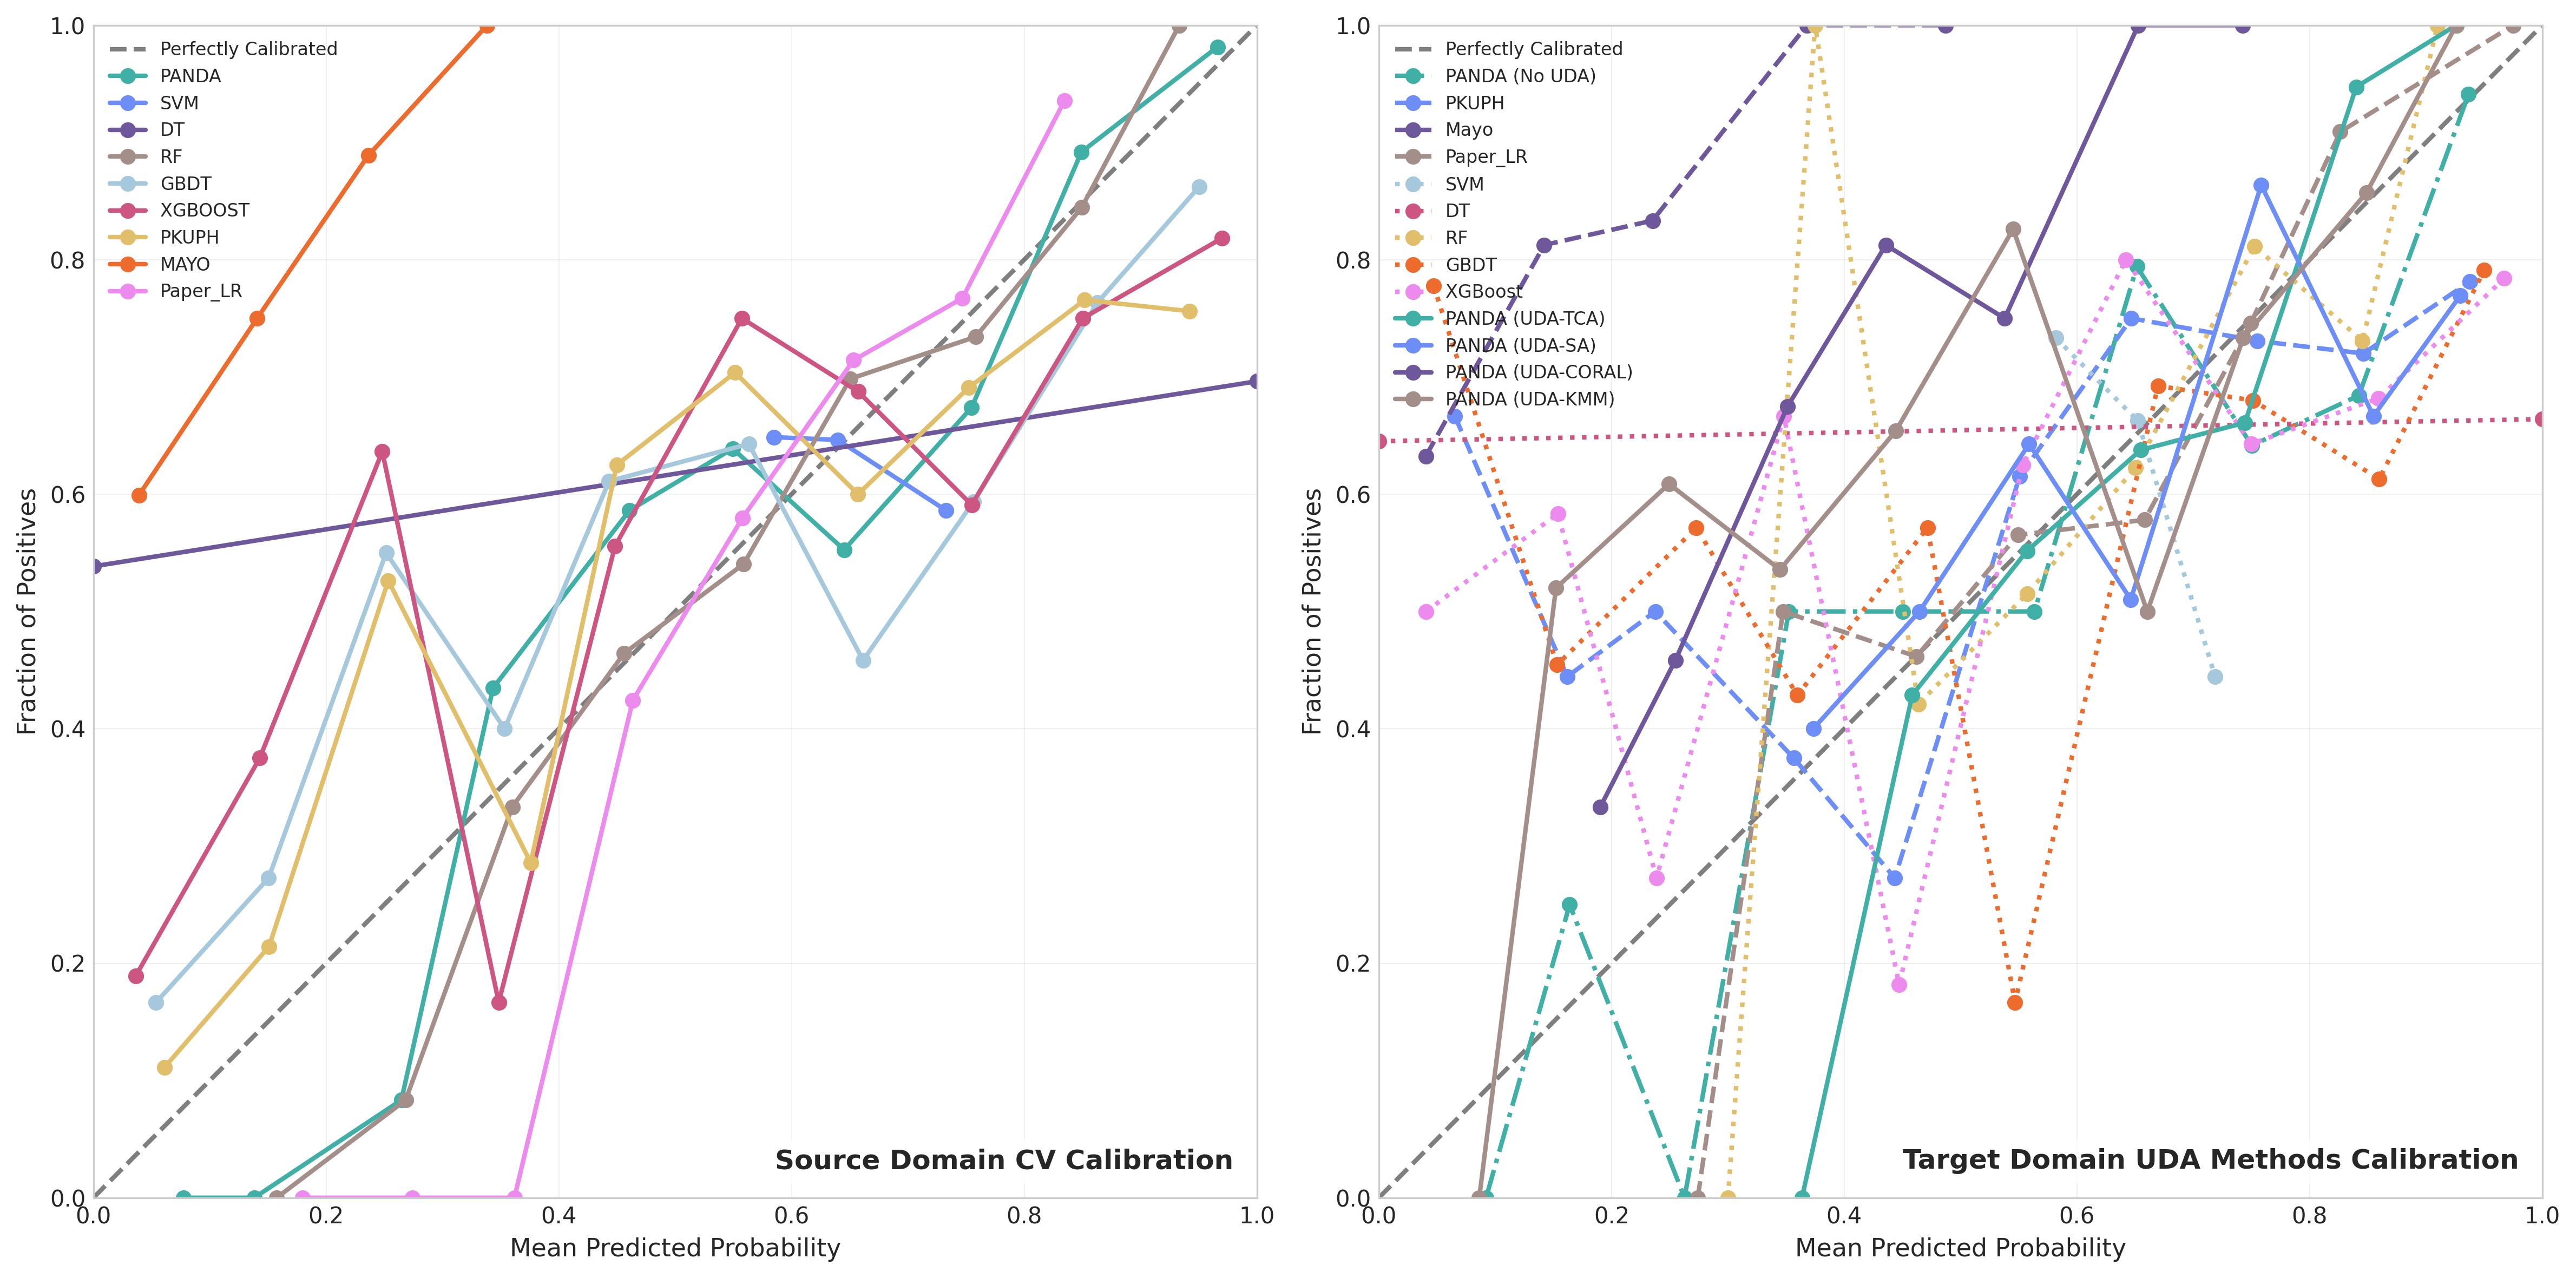 1.0
0.8
0.6
0.4
0.2
0.0
Fraction of Positives
Perfectly Calibrated
PANDA
SVM
DT
RF
GBDT
XGBOOST
PKUPH
MAYO
Paper_LR
Source Domain CV Calibration
0.0 0.2 0.4 0.6 0.8 1.0
Mean Predicted Probability
1.0
0.8
0.6
0.4
0.2
0.0
Fraction of Positives
Perfectly Calibrated
PANDA (No UDA)
PKUPH
Mayo
Paper_LR
SVM
DT
RF
GBDT
XGBoost
PANDA (UDA-TCA)
PANDA (UDA-SA)
PANDA (UDA-CORAL)
PANDA (UDA-KMM)
Target Domain UDA Methods Calibration
0.0 0.2 0.4 0.6 0.8 1.0
Mean Predicted Probability